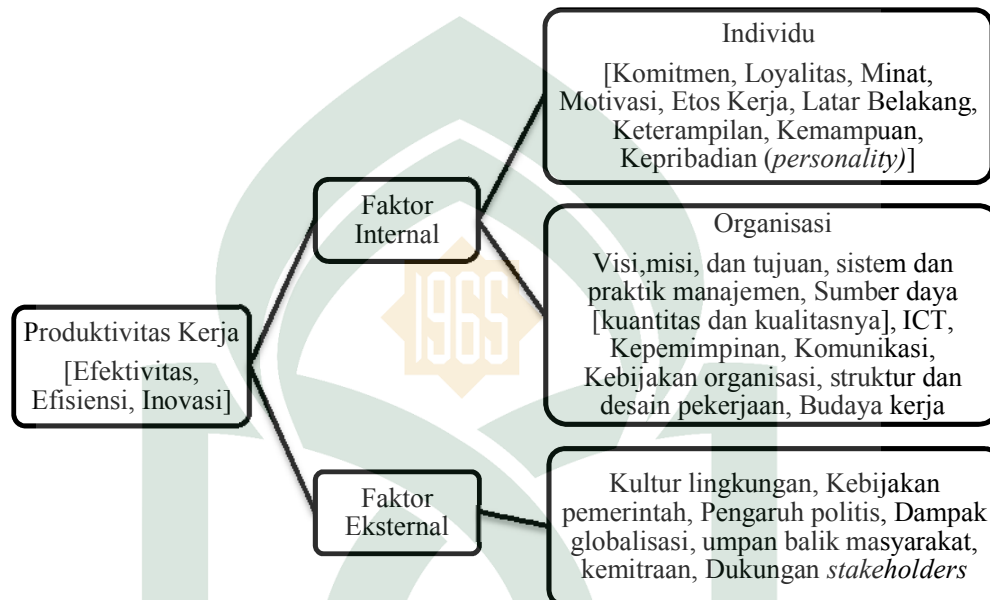 Produktivitas Kerja
[Efektivitas,
Efisiensi, Inovasi]
Faktor
Internal
Faktor
Eksternal
Individu
[Komitmen, Loyalitas, Minat,
Motivasi, Etos Kerja, Latar Belakang,
Keterampilan, Kemampuan,
Kepribadian (personality)]
Organisasi
Visi,misi, dan tujuan, sistem dan
praktik manajemen, Sumber daya
[kuantitas dan kualitasnya], ICT,
Kepemimpinan, Komunikasi,
Kebijakan organisasi, struktur dan
desain pekerjaan, Budaya kerja
Kultur lingkungan, Kebijakan
pemerintah, Pengaruh politis, Dampak
globalisasi, umpan balik masyarakat,
kemitraan, Dukungan stakeholders
1965